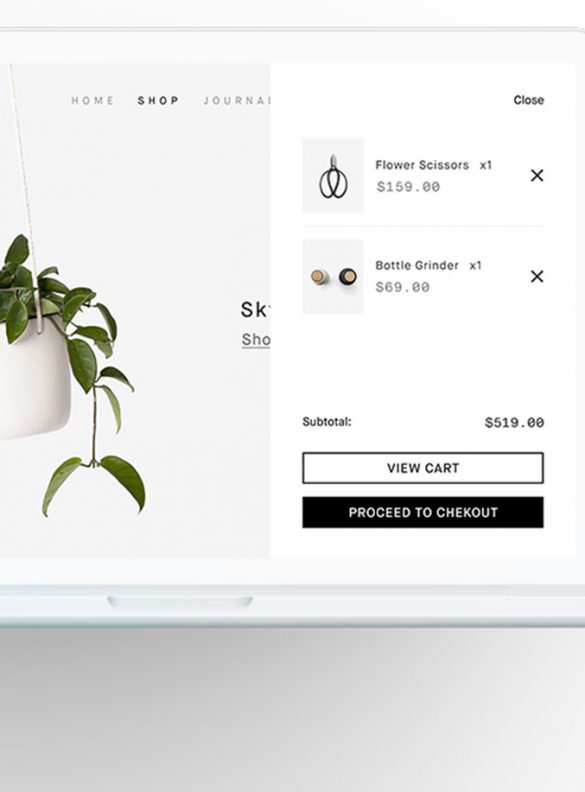 HOME SHOP JOURNAL
Close
Flower Scissors x1
$159.00
Bottle Grinder x1
$69.00
Sk
Sho
Subtotal:
$519.00
VIEW CART
PROCEED TO CHEKOUT